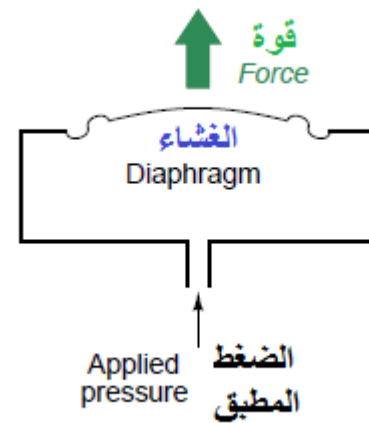 قوة
Force
الغشاء
Diaphragm
Applied الضغط
pressure المطبق